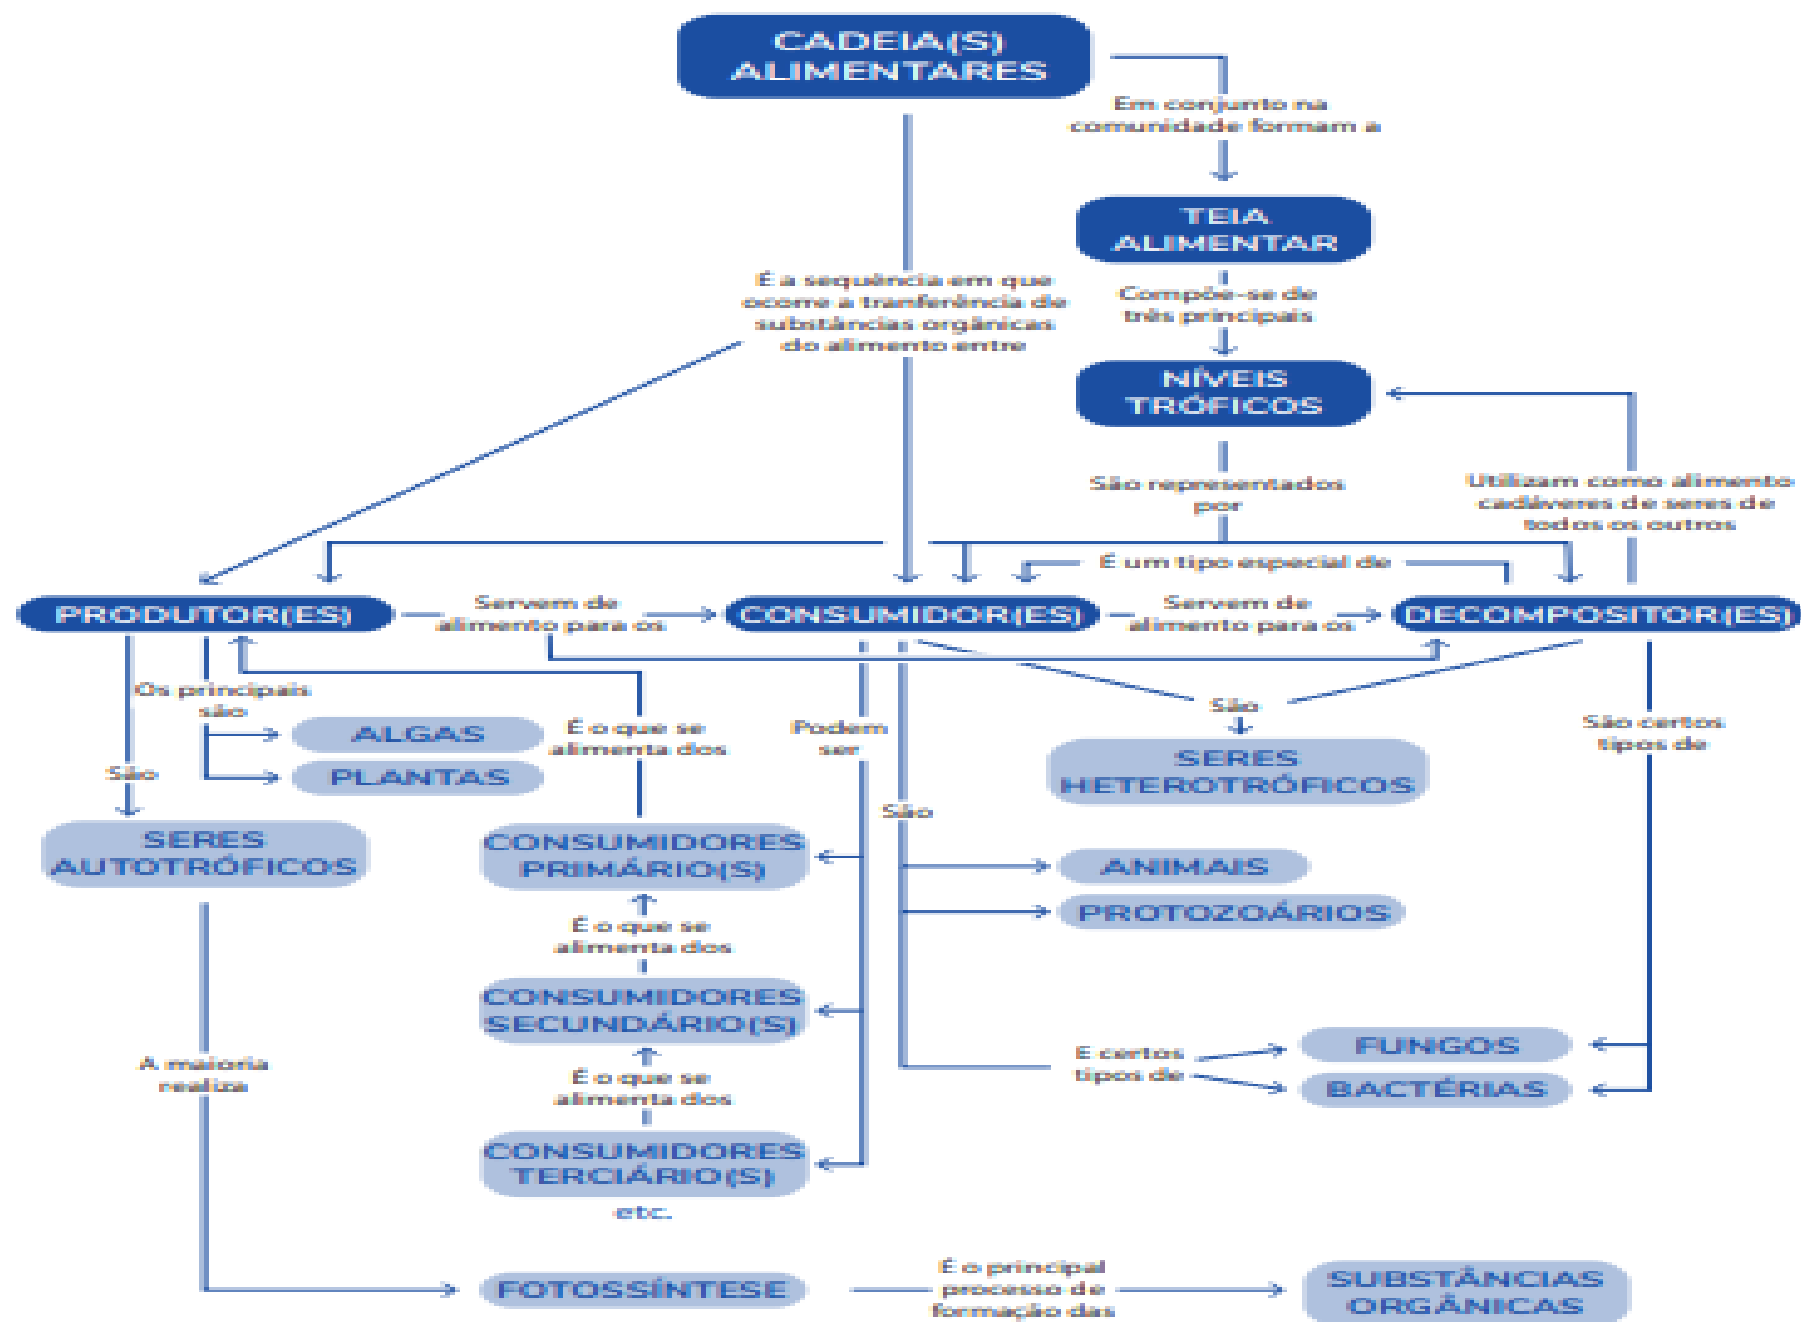 CADEIA(S)
ALIMENTARES
Em conjunto na
comunidade formam a
TEIA
ALIMENTAR
É a sequência em que
ocorre a tranferência de
substâncias orgânicas
do alimento entre
Compõe-se de
três principais
NÍVEIS
TRÓFICOS
São representados
por
Utilizam como alimento
cadáveres de seres de
todos os outros
É um tipo especial de
PRODUTOR(ES)
Servem de
alimento para os
CONSUMIDOR(ES)
Servem de
alimento para os
DECOMPOSITOR(ES)
Os principais
são
ALGAS
PLANTAS
São
SERES
AUTOTRÓFICOS
É o que se
alimenta dos
Podem
ser
São
SERES
HETEROTRÓFICOS
São certos
tipos de
São
CONSUMIDORES
PRIMÁRIO(S)
ANIMAIS
PROTOZOÁRIOS
É o que se
alimenta dos
CONSUMIDORES
SECUNDÁRIO(S)
É o que se
alimenta dos
E certos
tipos de
FUNGOS
BACTÉRIAS
A maioria
realiza
CONSUMIDORES
TERCIÁRIO(S)
etc.
FOTOSSÍNTESE
É o principal
processo de
formação das
SUBSTÂNCIAS
ORGÂNICAS